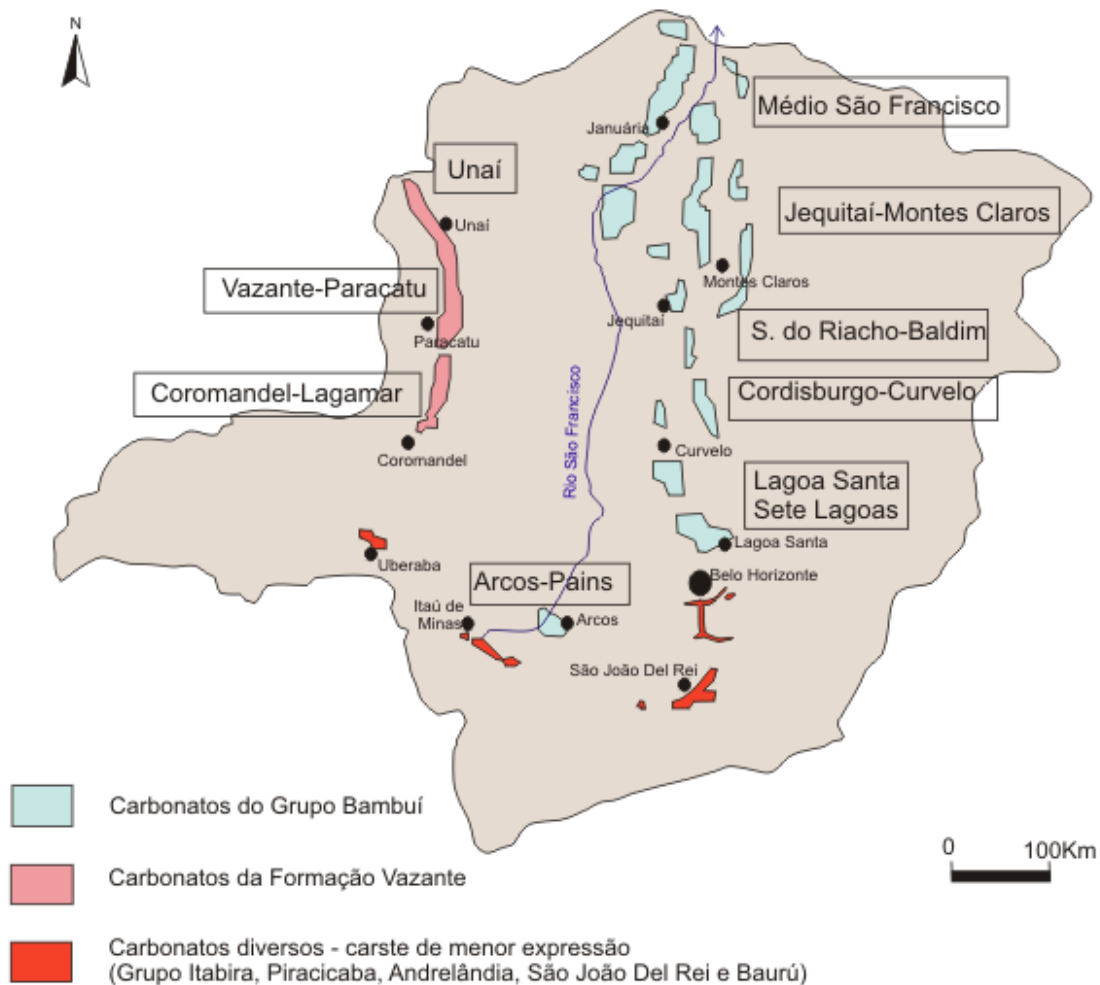 N
Médio São Francisco
Januária
Unaí
Unaí
Jequitaí-Montes Claros
Vazante-Paracatu
Montes Claros
Jequitaí
Paracatu
S. do Riacho-Baldim
Coromandel-Lagamar
Cordisburgo-Curvelo
Coromandel
Curvelo
Rio São Francisco
Lagoa Santa
Sete Lagoas
Lagoa Santa
Uberaba
Arcos-Pains
Belo Horizonte
Itaú de
Minas
Arcos
São João Del Rei
Carbonatos do Grupo Bambuí
0 100Km
Carbonatos da Formação Vazante
Carbonatos diversos - carste de menor expressão
(Grupo Itabira, Piracicaba, Andrelândia, São João Del Rei e Baurú)